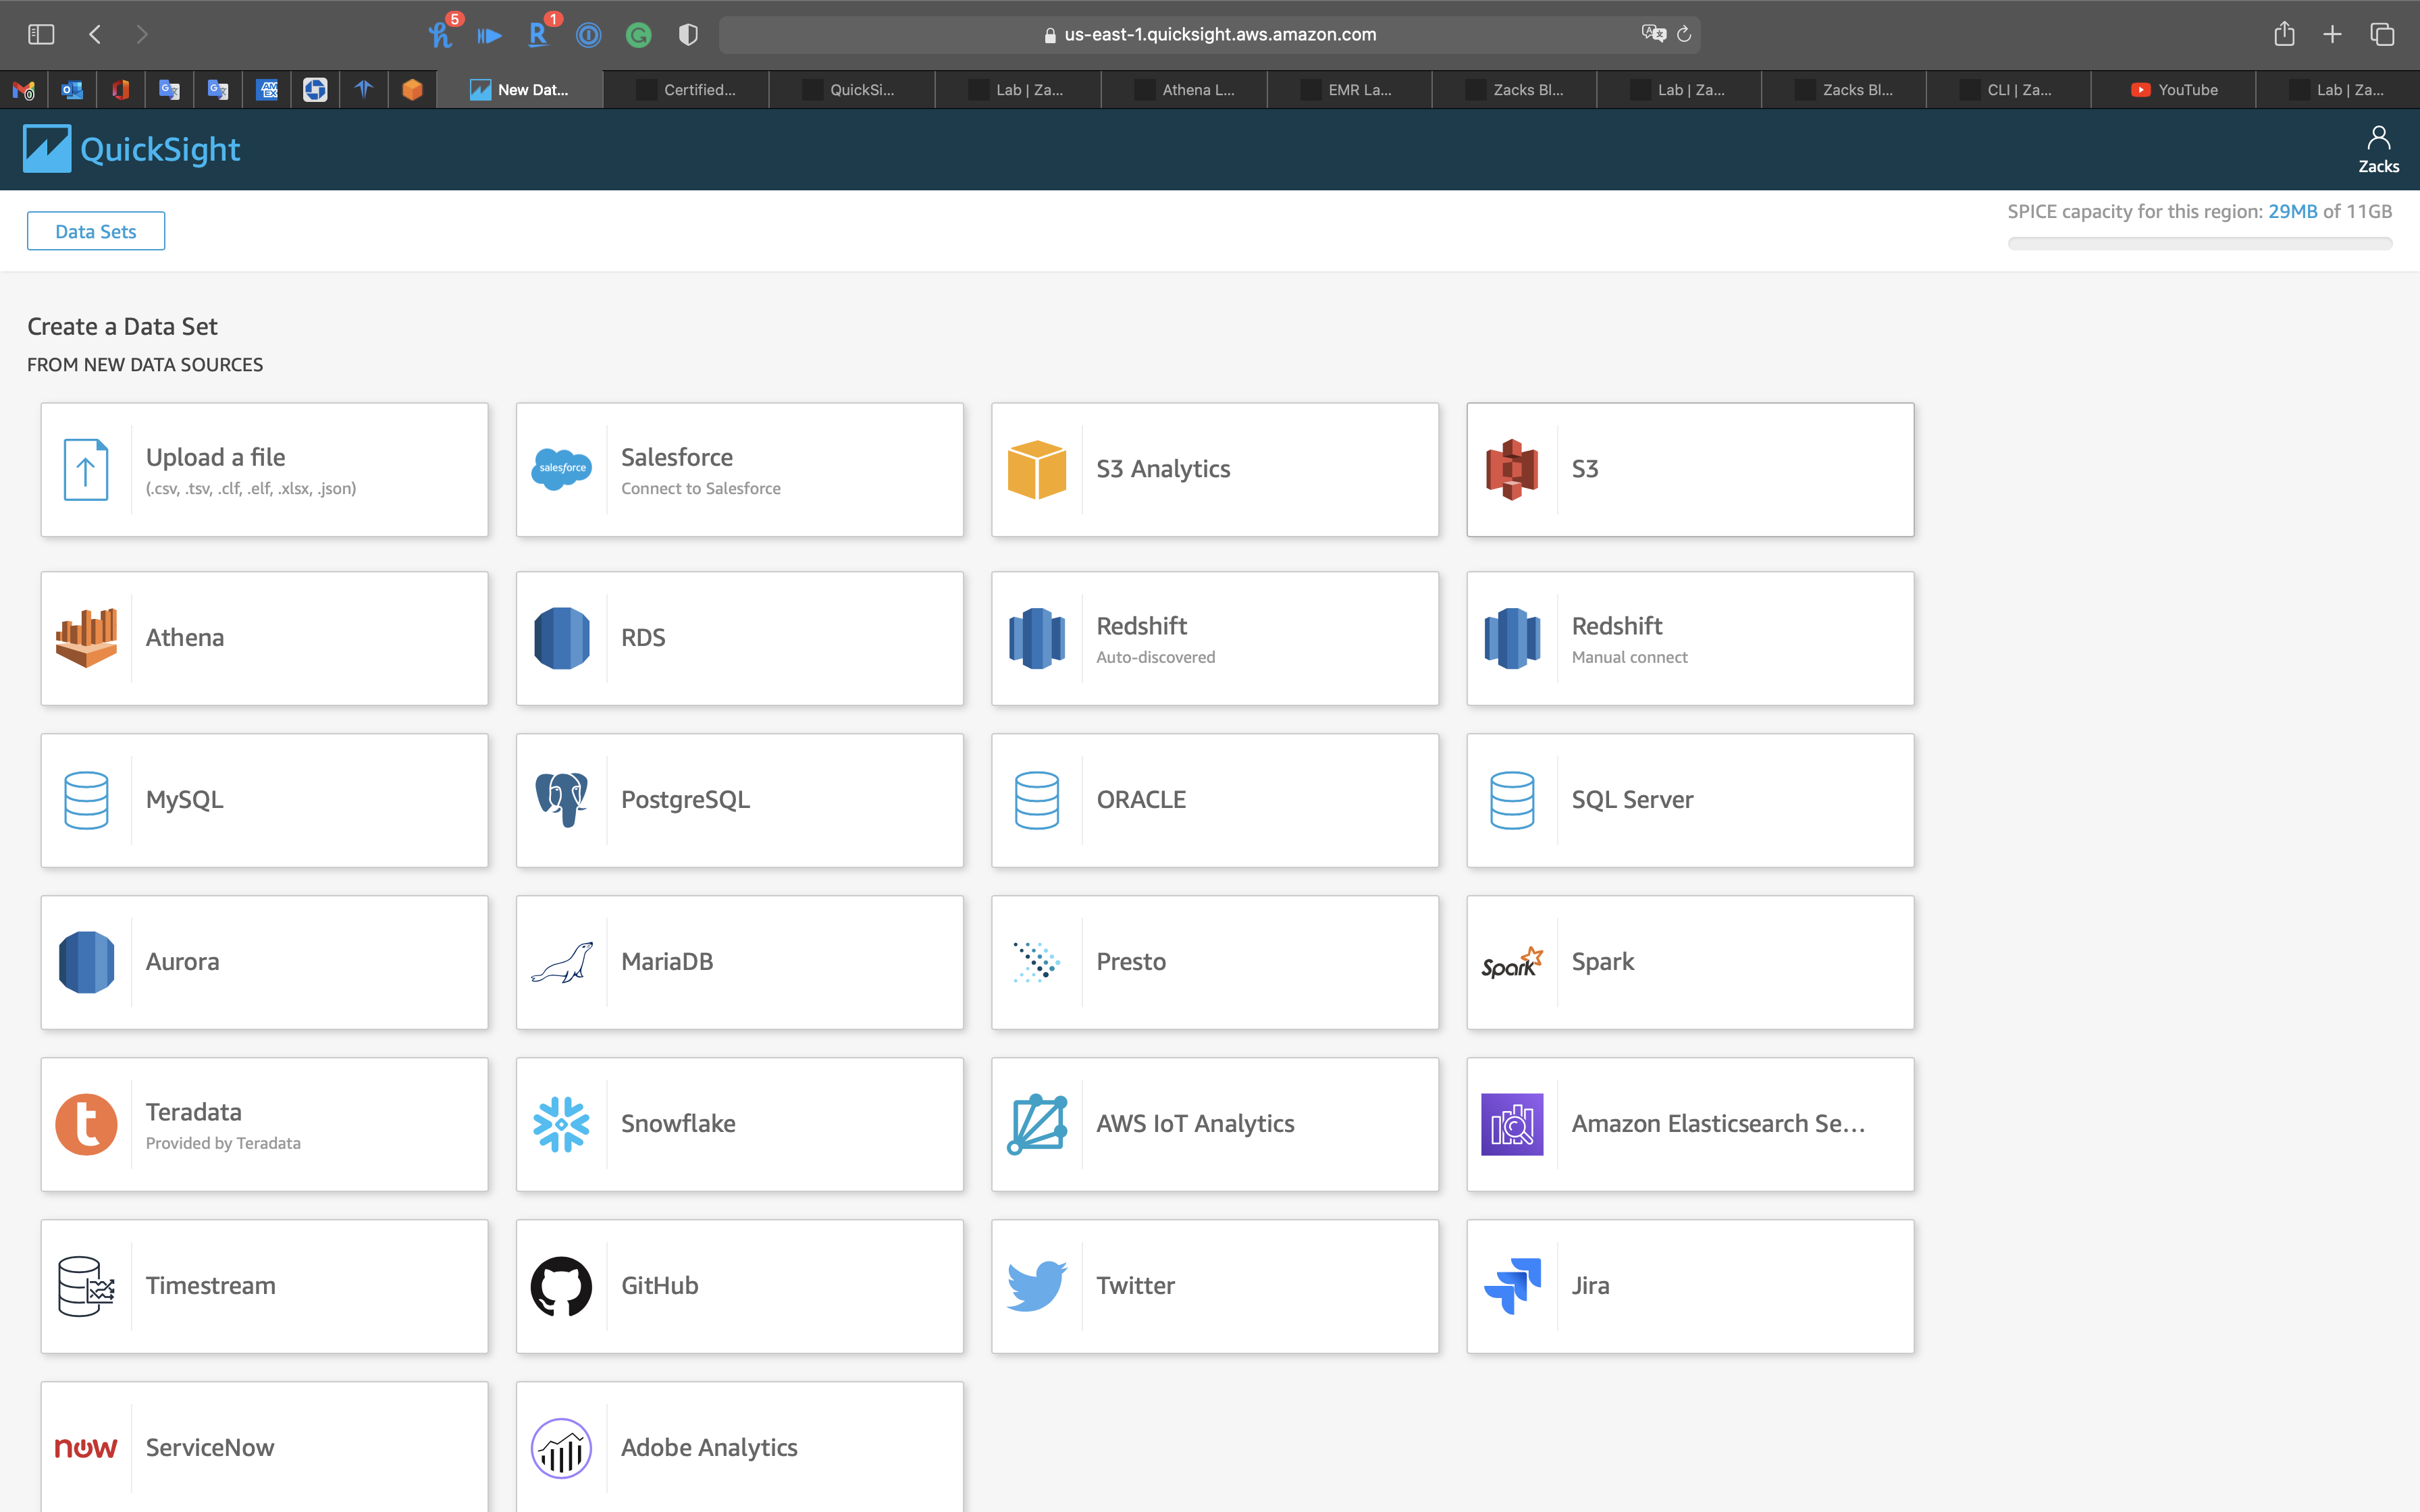 5
1
us-east-1.quicksight.aws.amazon.com
0
New Dat...
Certified...
QuickSi...
Lab | Za...
Athena L...
EMR La...
Zacks Bl...
Lab | Za...
Zacks Bl...
CLI | Za...
YouTube
Lab | Za...
QuickSight
Zacks
Data Sets
SPICE capacity for this region: 29MB of 11GB
Create a Data Set
FROM NEW DATA SOURCES
Upload a file
(.csv, .tsv, .clf, .elf, .xlsx, .json)
salesforce
Salesforce
Connect to Salesforce
S3 Analytics
S3
Athena
RDS
Redshift
Auto-discovered
Redshift
Manual connect
MySQL
PostgreSQL
ORACLE
SQL Server
Aurora
MariaDB
Presto
Spark
Spark
t
Teradata
Provided by Teradata
Snowflake
AWS IoT Analytics
Amazon Elasticsearch Se...
Timestream
GitHub
Twitter
Jira
now
ServiceNow
Adobe Analytics